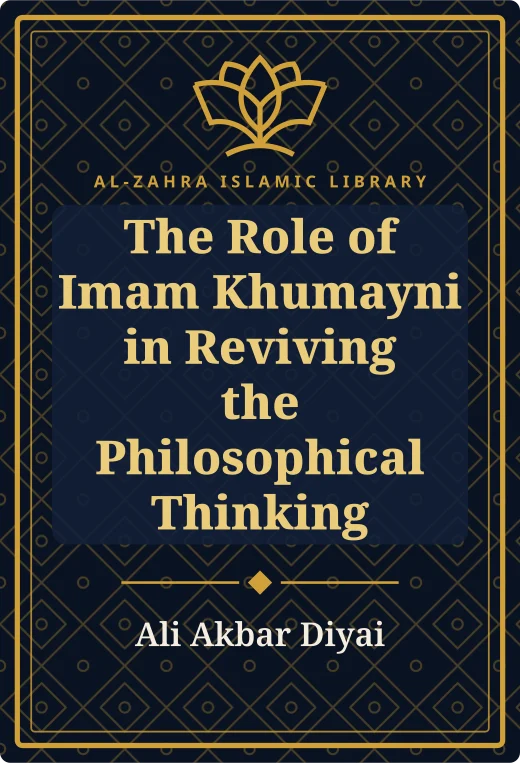 AL-ZAHRA ISLAMIC LIBRARY
The Role of
Imam Khumayni
in Reviving
the
Philosophical
Thinking
Ali Akbar Diyai